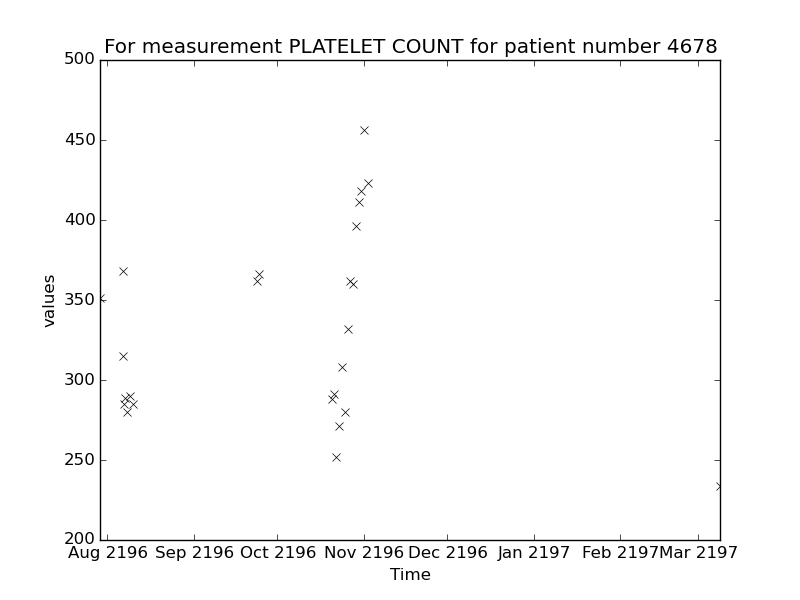 For measurement PLATELET COUNT for patient number 4678
500
450
400
350
300
250
200
values
Aug 2196 Sep 2196 Oct 2196 Nov 2196 Dec 2196 Jan 2197 Feb 2197 Mar 2197
Time